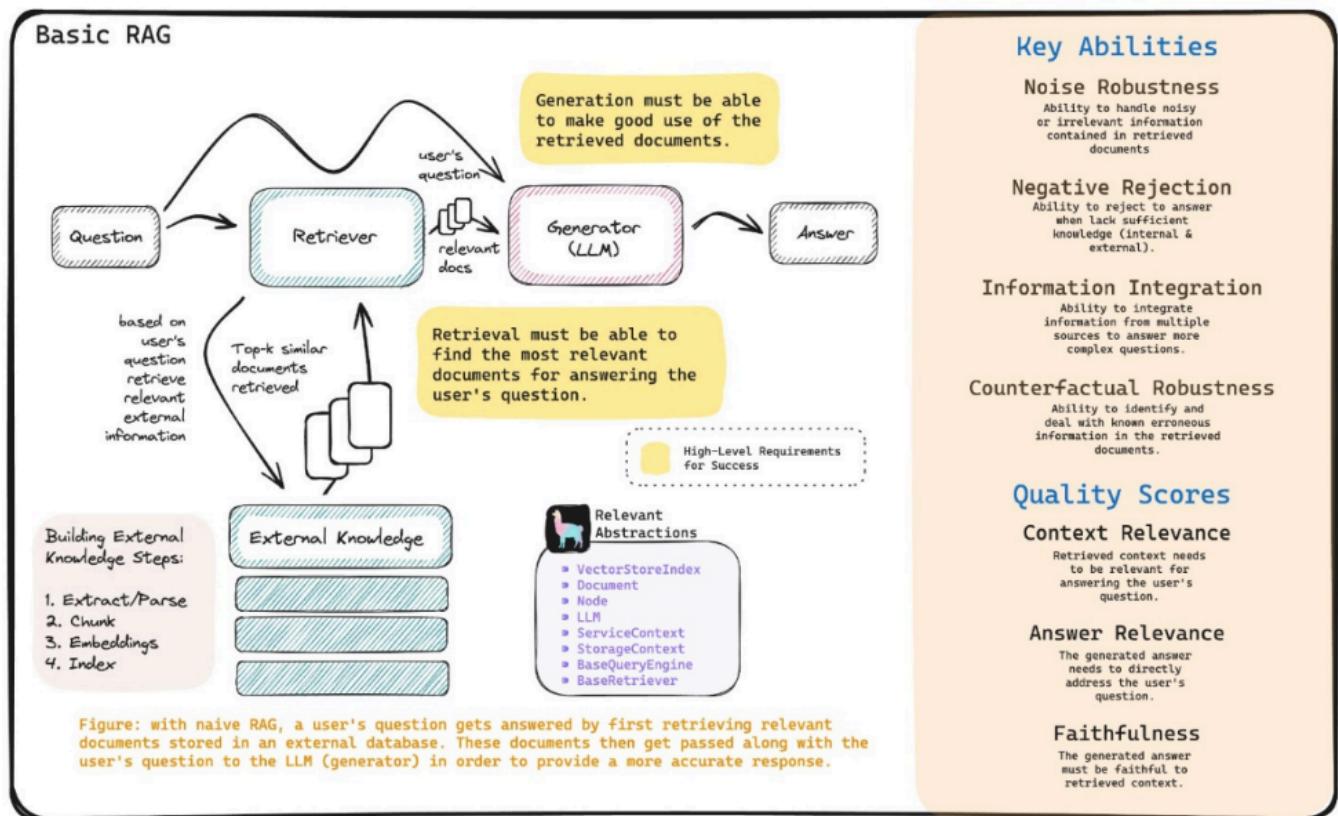 Basic RAG
Generation must be able
to make good use of the
retrieved documents.
user's
question
Question
Retriever
relevant
docs
Generator
(LLM)
Answer
based on
user's
question
retrieve
relevant
external
information
Top-k similar
documents
retrieved
Retrieval must be able to
find the most relevant
documents for answering the
user's question.
High-Level Requirements
for Success
Building External
Knowledge Steps:
1. Extract/Parse
2. Chunk
3. Embeddings
4. Index
External Knowledge
Relevant
Abstractions
VectorStoreIndex
Document
Node
LLM
ServiceContext
StorageContext
BaseQueryEngine
BaseRetriever
Figure: with naive RAG, a user's question gets answered by first retrieving relevant
documents stored in an external database. These documents then get passed along with the
user's question to the LLM (generator) in order to provide a more accurate response.
Key Abilities
Noise Robustness
Ability to handle noisy
or irrelevant information
contained in retrieved
documents
Negative Rejection
Ability to reject to answer
when lack sufficient
knowledge (internal &
external).
Information Integration
Ability to integrate
information from multiple
sources to answer more
complex questions.
Counterfactual Robustness
Ability to identify and
deal with known erroneous
information in the retrieved
documents.
Quality Scores
Context Relevance
Retrieved context needs
to be relevant for
answering the user's
question.
Answer Relevance
The generated answer
needs to directly
address the user's
question.
Faithfulness
The generated answer
must be faithful to
retrieved context.